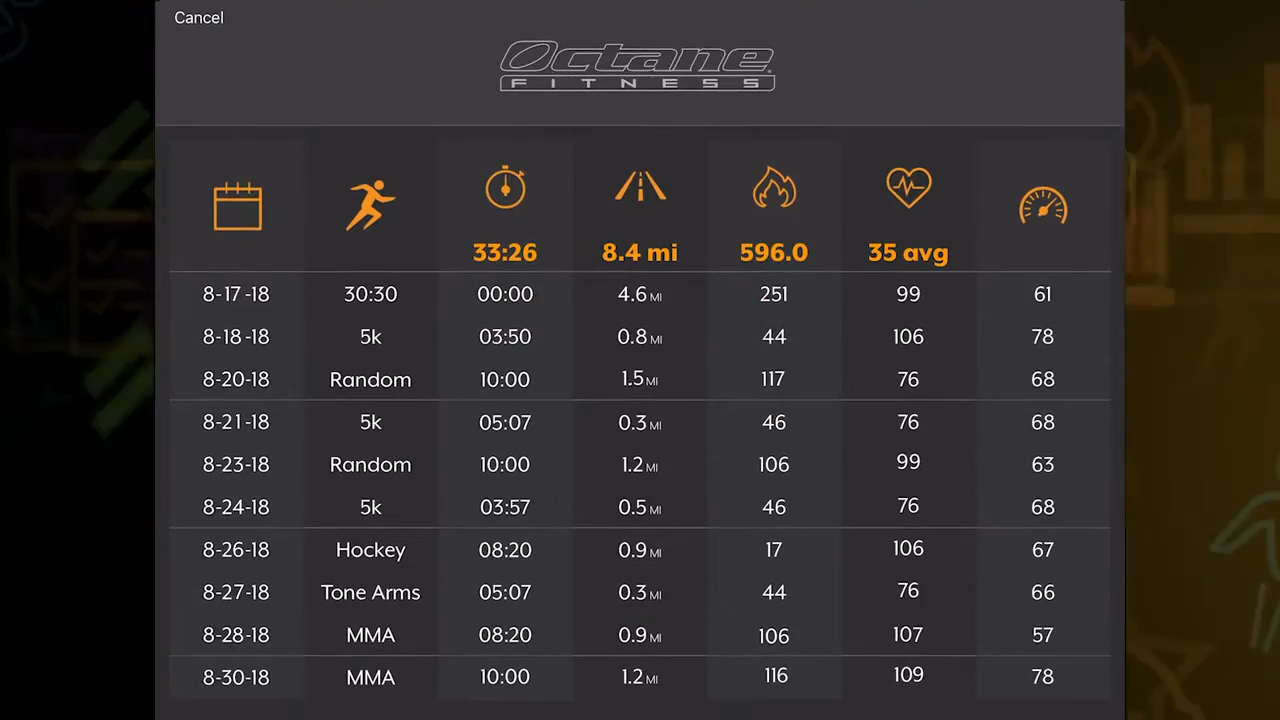 Cancel
Octane
FITNESS
33:26 8.4 mi 596.0 35 avg
8-17-18 30:30 00:00 4.6 MI 251 99 61
8-18-18 5k 03:50 0.8 MI 44 106 78
8-20-18 Random 10:00 1.5 MI 117 76 68
8-21-18 5k 05:07 0.3 MI 46 76 68
8-23-18 Random 10:00 1.2 MI 106 99 63
8-24-18 5k 03:57 0.5 MI 46 76 68
8-26-18 Hockey 08:20 0.9 MI 17 106 67
8-27-18 Tone Arms 05:07 0.3 MI 44 76 66
8-28-18 MMA 08:20 0.9 MI 106 107 57
8-30-18 MMA 10:00 1.2 MI 116 109 78